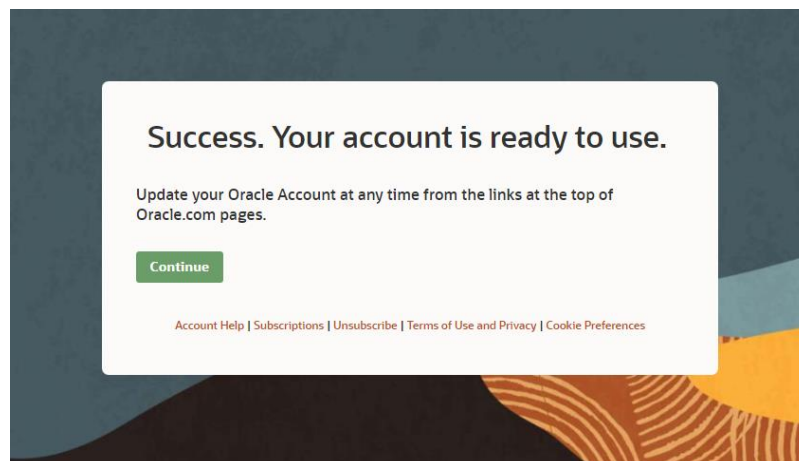 Success. Your account is ready to use.
Update your Oracle Account at any time from the links at the top of
Oracle.com pages.
Continue
Account Help | Subscriptions | Unsubscribe | Terms of Use and Privacy | Cookie Preferences